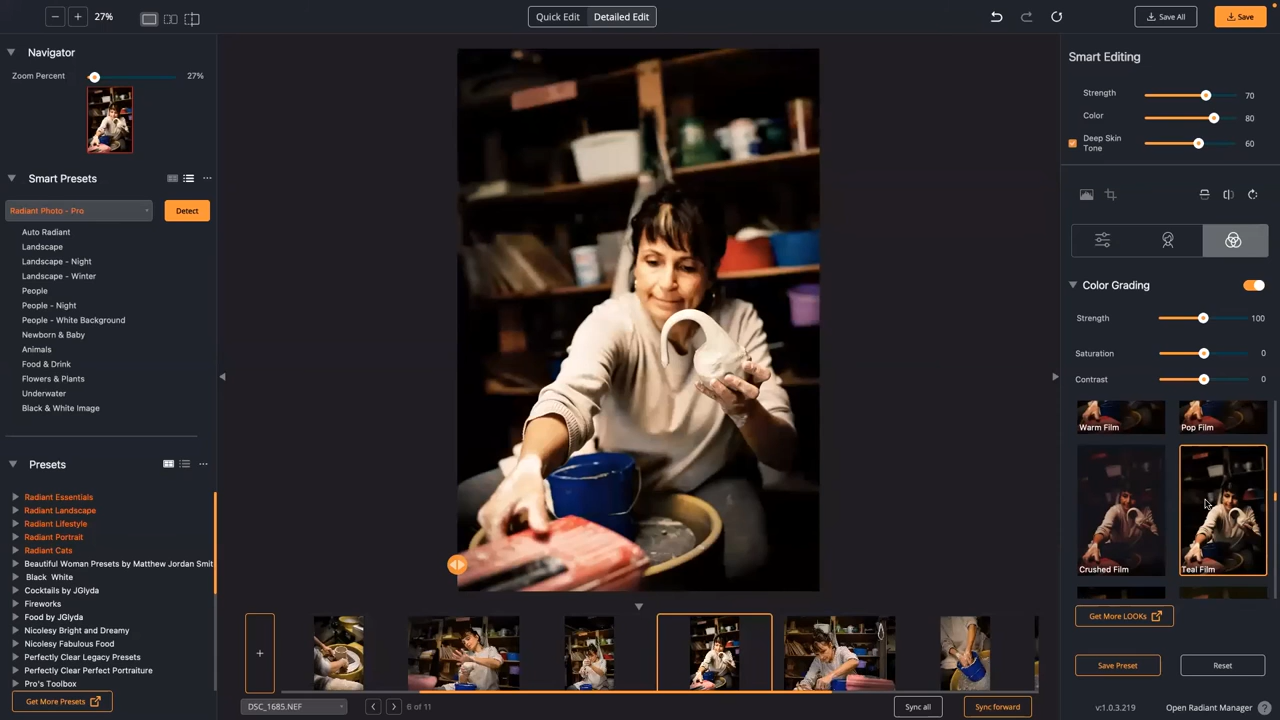 27%
Quick Edit
Detailed Edit
Save All
Save
Navigator
Zoom Percent
27%
Smart Presets
Radiant Photo - Pro
Detect
Auto Radiant
Landscape
Landscape - Night
Landscape - Winter
People
People - Night
People - White Background
Newborn & Baby
Animals
Food & Drink
Flowers & Plants
Underwater
Black & White Image
Presets
Radiant Essentials
Radiant Landscape
Radiant Lifestyle
Radiant Portrait
Radiant Cats
Beautiful Woman Presets by Matthew Jordan Smit
Black White
Cocktails by JGlyda
Fireworks
Food by JGlyda
Nicolesy Bright and Dreamy
Nicolesy Fabulous Food
Perfectly Clear Legacy Presets
Perfectly Clear Perfect Portraiture
Pro's Toolbox
Get More Presets
DSC_1685.NEF
6 of 11
Sync all
Sync forward
Smart Editing
Strength
70
Color
80
Deep Skin
Tone
60
Color Grading
Strength
100
Saturation
0
Contrast
0
Warm Film
Pop Film
Crushed Film
Teal Film
Get More LOOKs
Save Preset
Reset
v:1.0.3.219
Open Radiant Manager
?